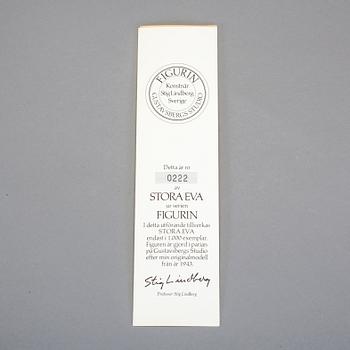 FIGURIN
Konstnär
Stig Lindberg
Sverige
GUSTAVSBERGS STUDIO
Detta är nr
0222
av
STORA EVA
ur serien
FIGURIN
I detta utförande tillverkas
STORA EVA
endast i 1.000 exemplar.
Figuren är gjord i parian
på Gustavsbergs Studio
efter min originalmodell
från år 1943.
Stig Lindberg
Professor Stig Lindberg